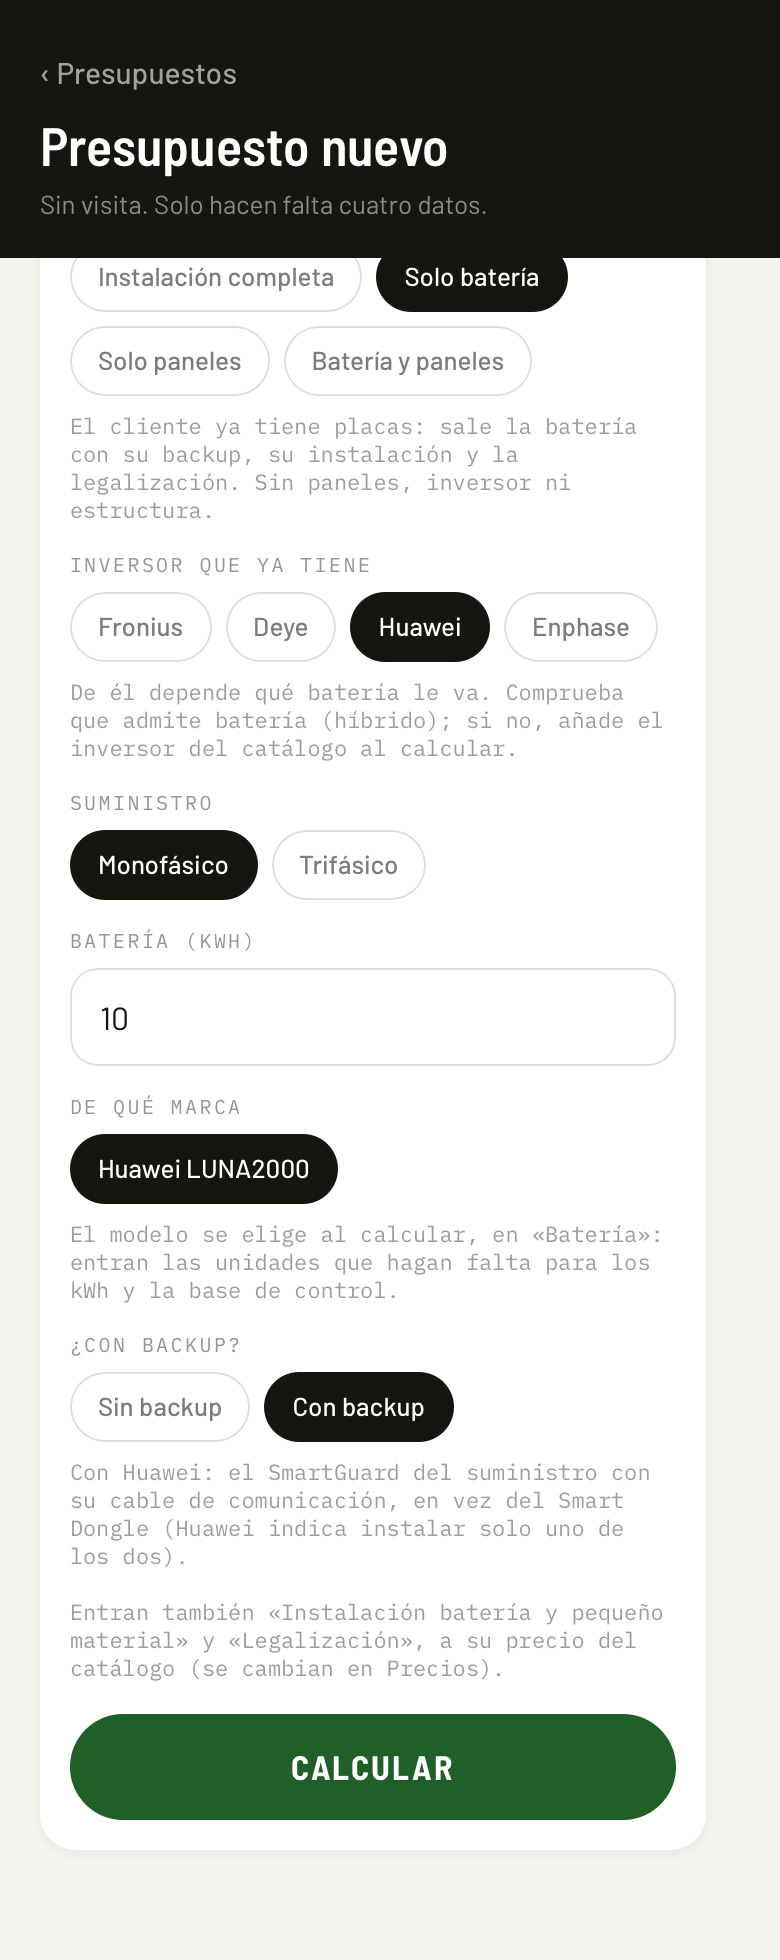 ‹ Presupuestos
Presupuesto nuevo
Sin visita. Solo hacen falta cuatro datos.
Instalación completa
Solo batería
Solo paneles
Batería y paneles
El cliente ya tiene placas: sale la batería
con su backup, su instalación y la
legalización. Sin paneles, inversor ni
estructura.
INVERSOR QUE YA TIENE
Fronius
Deye
Huawei
Enphase
De él depende qué batería le va. Comprueba
que admite batería (híbrido); si no, añade el
inversor del catálogo al calcular.
SUMINISTRO
Monofásico
Trifásico
BATERÍA (KWH)
10
DE QUÉ MARCA
Huawei LUNA2000
El modelo se elige al calcular, en «Batería»:
entran las unidades que hagan falta para los
kWh y la base de control.
¿CON BACKUP?
Sin backup
Con backup
Con Huawei: el SmartGuard del suministro con
su cable de comunicación, en vez del Smart
Dongle (Huawei indica instalar solo uno de
los dos).
Entran también «Instalación batería y pequeño
material» y «Legalización», a su precio del
catálogo (se cambian en Precios).
CALCULAR